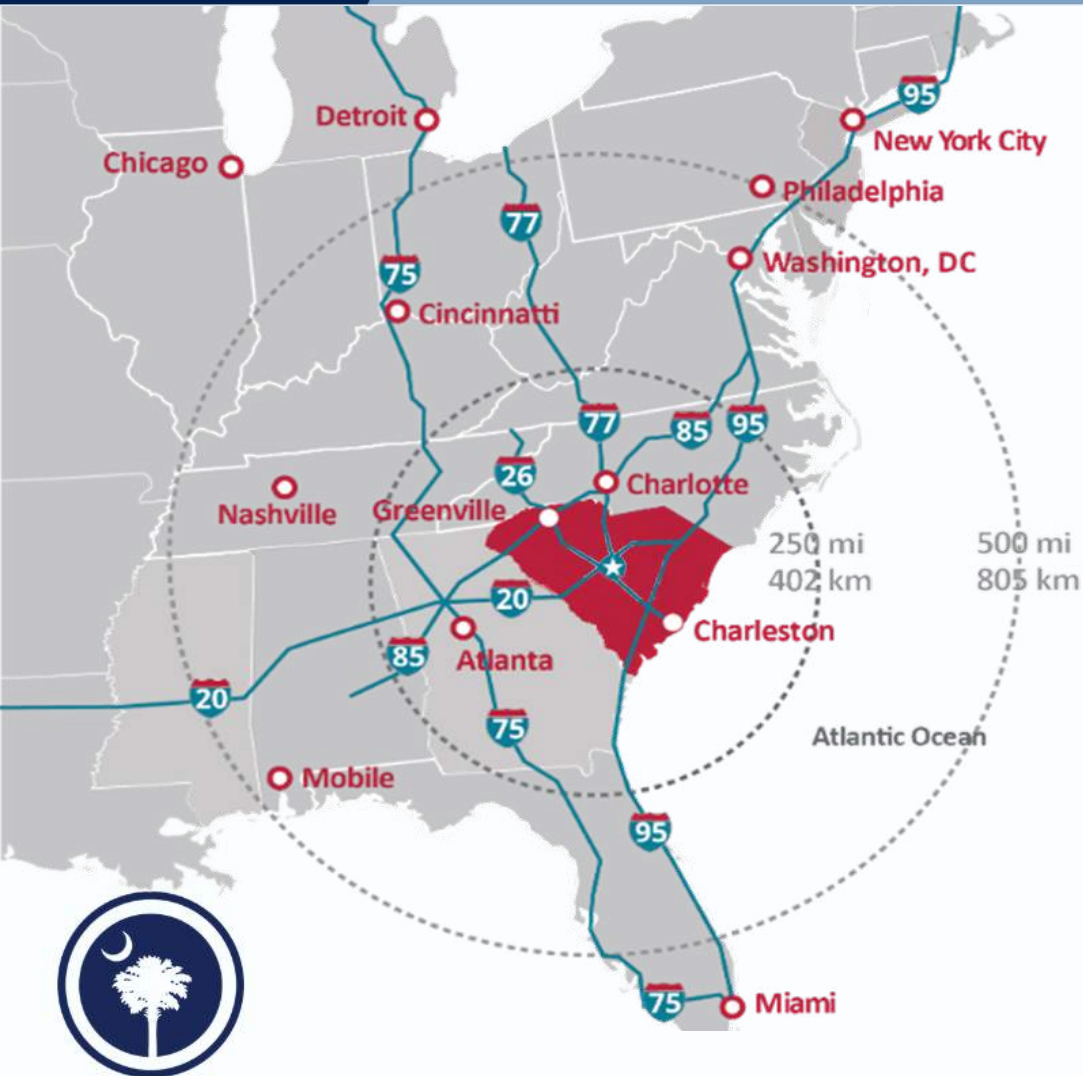 95
Detroit
New York City
Chicago
Philadelphia
77
Washington, DC
75
Cincinnatti
77
85
95
26
Charlotte
Nashville
Greenville
250 mi
402 km
500 mi
805 km
20
Charleston
85
Atlanta
20
75
Atlantic Ocean
Mobile
95
75
Miami